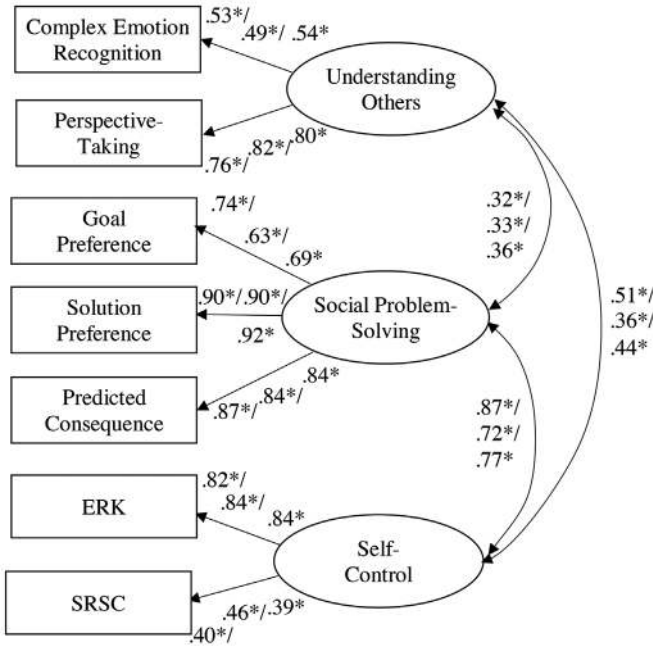 Complex Emotion
Recognition
.53*/
.49*/ .54*
Understanding
Others
Perspective-
Taking
.76*/ .82*/ .80*
Goal
Preference
.74*/
.63*/
.69*
.32*/
.33*/
.36*
Solution
Preference
.90*/ .90*/
.92*
Social Problem-
Solving
.51*/
.36*/
.44*
Predicted
Consequence
.87*/ .84*/ .84*
.87*/
.72*/
.77*
ERK
.82*/
.84*/
.84*
Self-
Control
SRSC
.40*/ .46*/ .39*